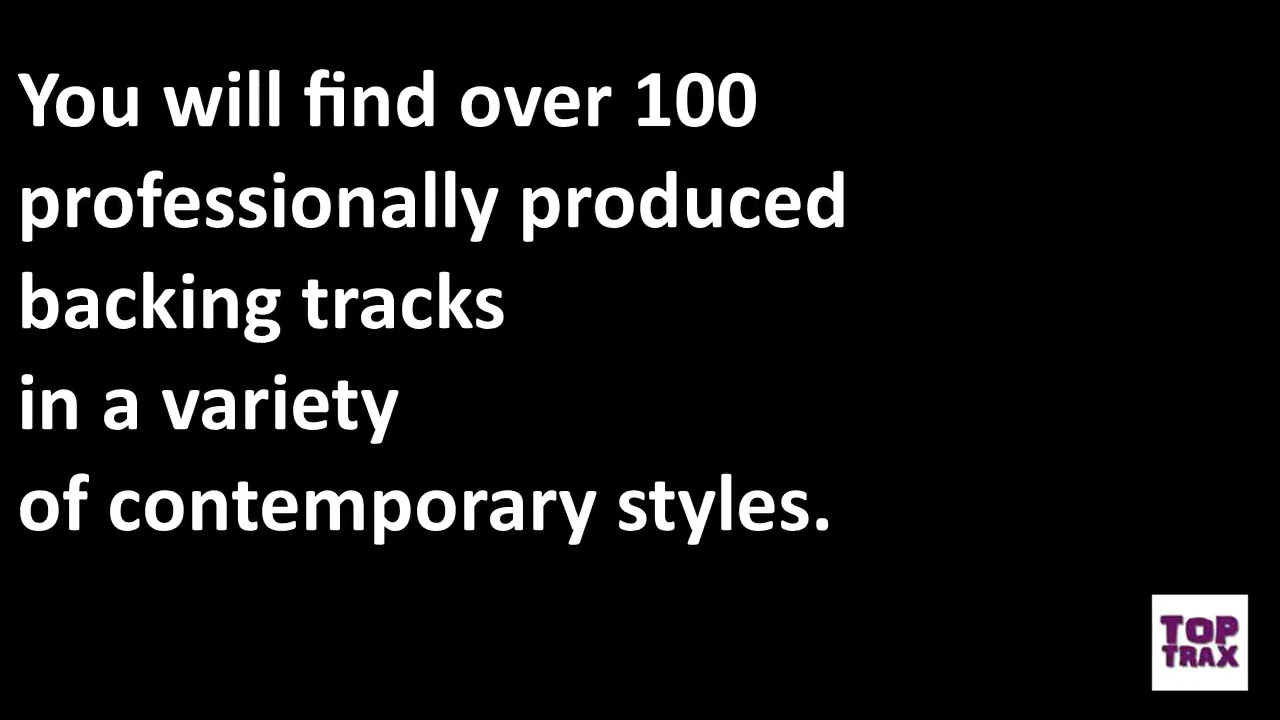 You will find over 100
professionally produced
backing tracks
in a variety
of contemporary styles.
TOP
TRAX